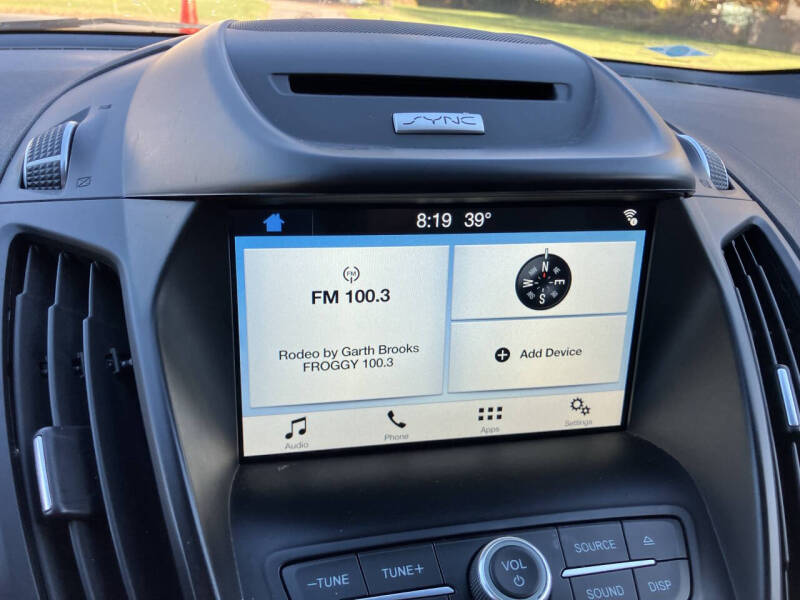 SYNC
8:19 39°
FM
FM 100.3
Rodeo by Garth Brooks
FROGGY 100.3
N
W E
S
Add Device
Audio
Phone
Apps
Settings
−TUNE
TUNE+
VOL
SOURCE
SOUND
DISP